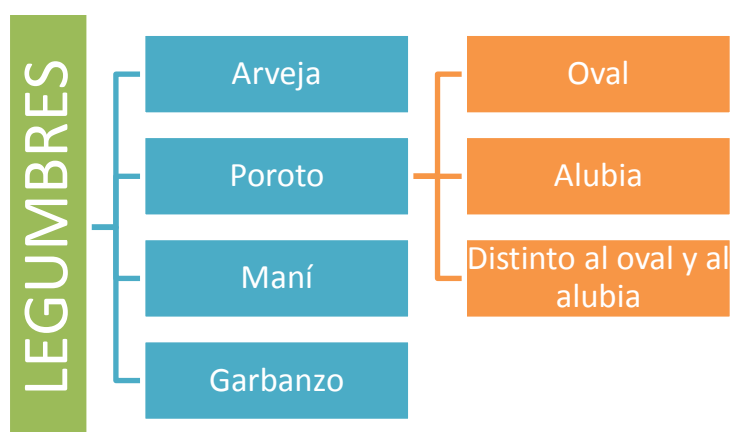 LEGUMBRES
Arveja
Poroto
Maní
Garbanzo
Oval
Alubia
Distinto al oval y al
alubia